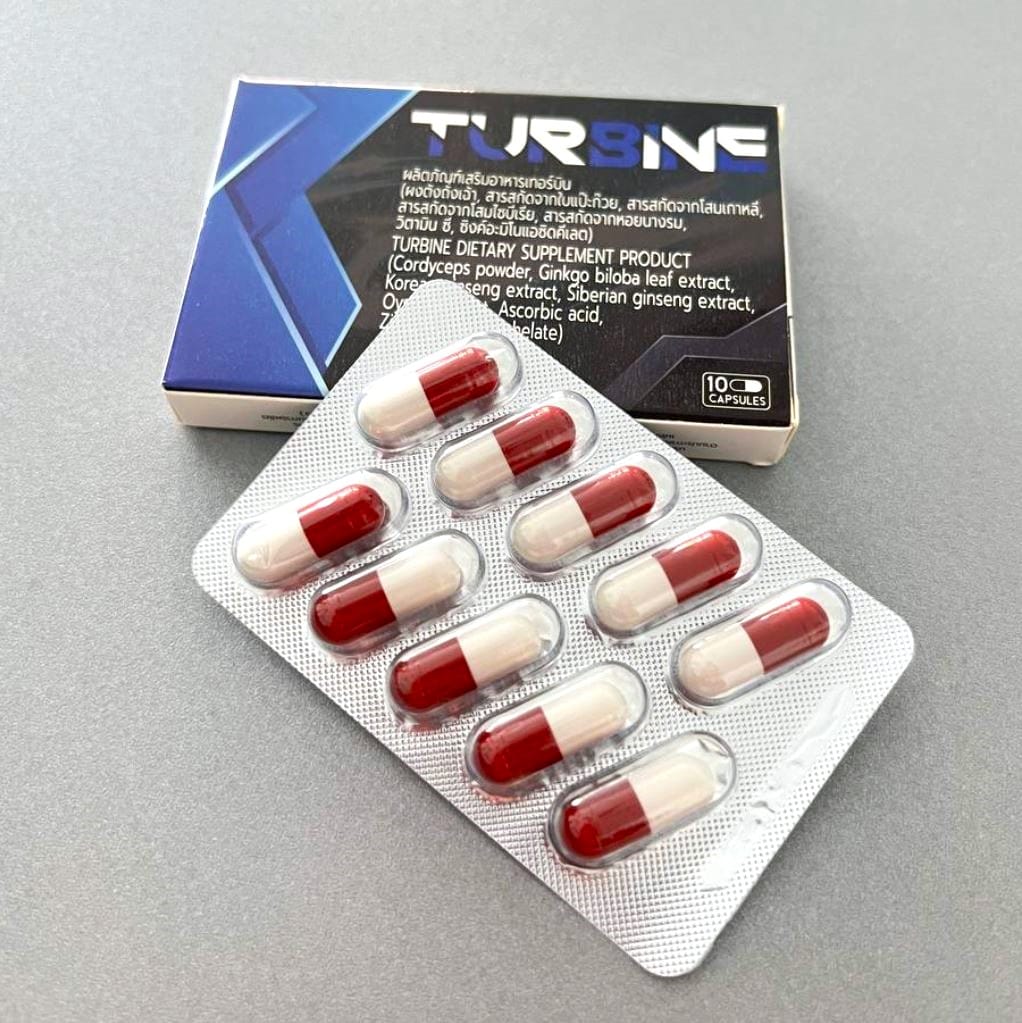 TURBINE
ผลิตภัณฑ์เสริมอาหารเทอร์บิน
(ผงตังถั่งเฉ้า, สารสกัดจากใบแป๊ะก๊วย, สารสกัดจากโสมเกาหลี,
สารสกัดจากโสมไซบีเรีย, สารสกัดจากหอยนางรม,
วิตามิน ซี, ซิงค์อะมิโนแอซิดคีเลต)
TURBINE DIETARY SUPPLEMENT PRODUCT
(Cordyceps powder, Ginkgo biloba leaf extract,
extract, Siberian ginseng extract,
Ascorbic acid,
10
CAPSULES